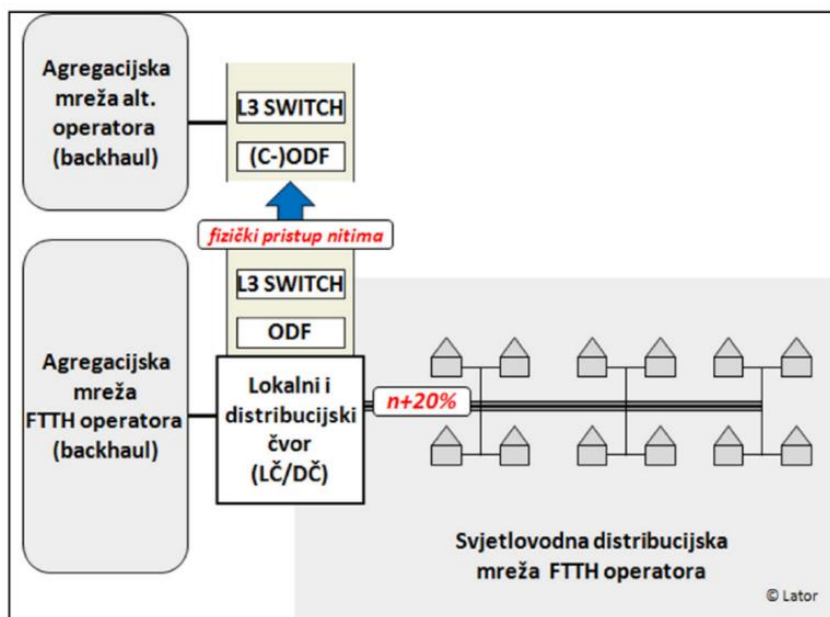 Agregacijska
mreža alt.
operatora
(backhaul)
L3 SWITCH
(C-)ODF
fizički pristup nitima
L3 SWITCH
ODF
Agregacijska
mreža
FTTH operatora
(backhaul)
Lokalni i
distribucijski
čvor
(LČ/DČ)
n+20%
Svjetlovodna distribucijska
mreža FTTH operatora
© Lator